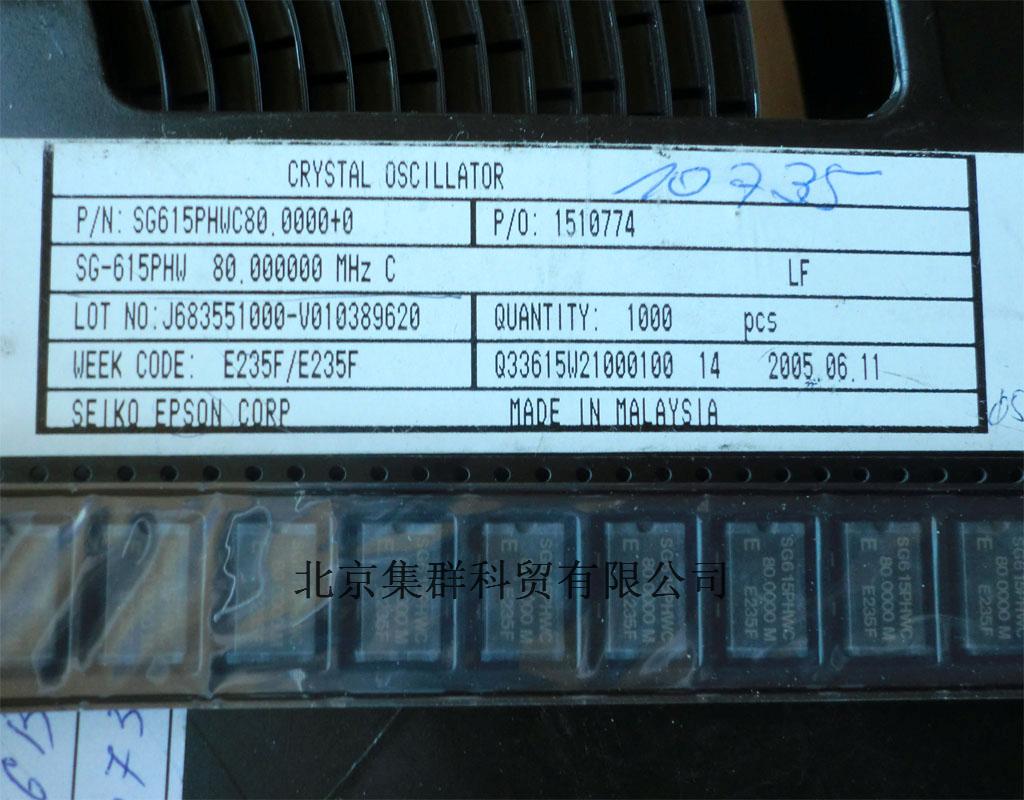 CRYSTAL OSCILLATOR 10735
P/N: SG615PHWC80.0000+0 P/O: 1510774
SG-615PHW 80.000000 MHz C LF
LOT NO:J683551000-V010389620 QUANTITY: 1000 pcs
WEEK CODE: E235F/E235F Q33615W21000100 14 2005.06.11
SEIKO EPSON CORP MADE IN MALAYSIA
北京集群科贸有限公司
SG615PHWC
E 80.0000 M
E235F
SG615PHWC
E 80.0000 M
E235F
SG615PHWC
80.0000 M
E235F